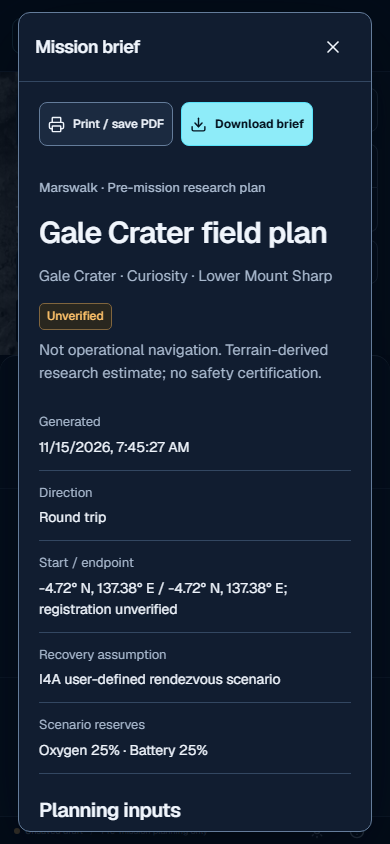 Mission brief
Print / save PDF
Download brief
Marswalk · Pre-mission research plan
Gale Crater field plan
Gale Crater · Curiosity · Lower Mount Sharp
Unverified
Not operational navigation. Terrain-derived
research estimate; no safety certification.
Generated
11/15/2026, 7:45:27 AM
Direction
Round trip
Start / endpoint
-4.72° N, 137.38° E / -4.72° N, 137.38° E;
registration unverified
Recovery assumption
I4A user-defined rendezvous scenario
Scenario reserves
Oxygen 25% · Battery 25%
Planning inputs